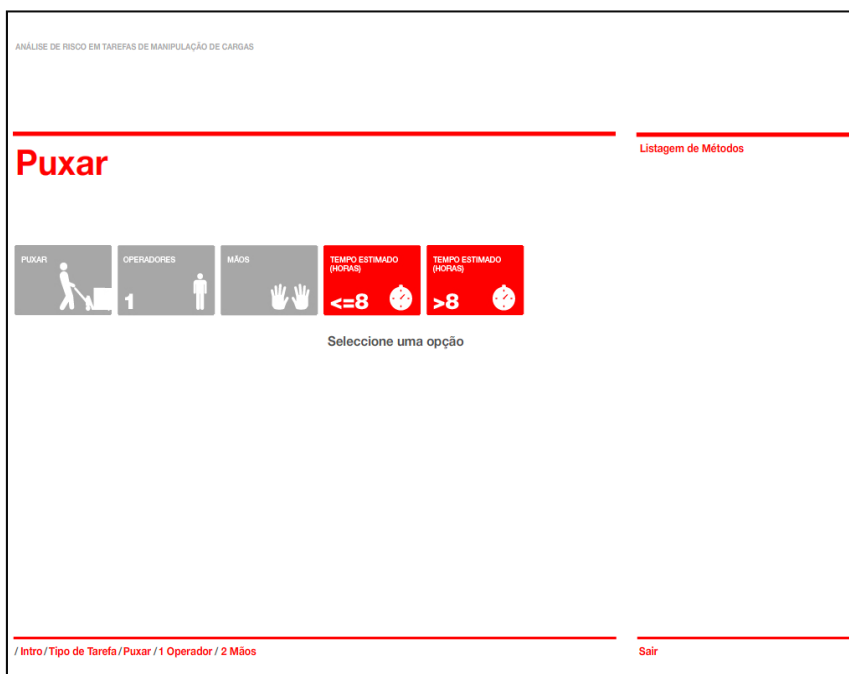 ANÁLISE DE RISCO EM TAREFAS DE MANIPULAÇÃO DE CARGAS
Puxar
Listagem de Métodos
PUXAR
OPERADORES
1
MÃOS
TEMPO ESTIMADO
(HORAS)
<=8
TEMPO ESTIMADO
(HORAS)
>8
Seleccione uma opção
/ Intro / Tipo de Tarefa / Puxar / 1 Operador / 2 Mãos
Sair